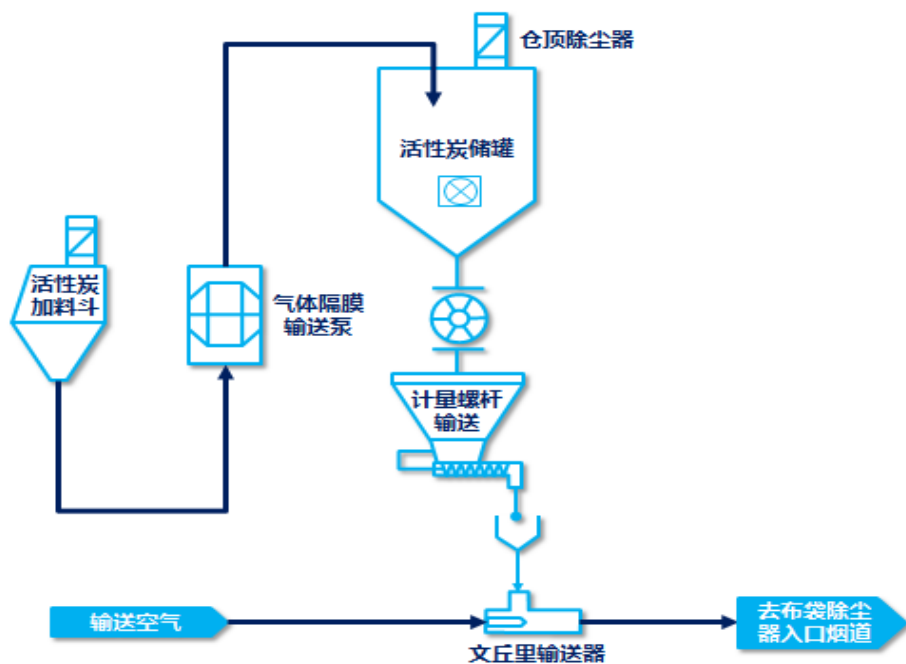 仓顶除尘器
活性炭储罐
活性炭
加料斗
气体隔膜
输送泵
计量螺杆
输送
输送空气
去布袋除尘
器入口烟道
文丘里输送器